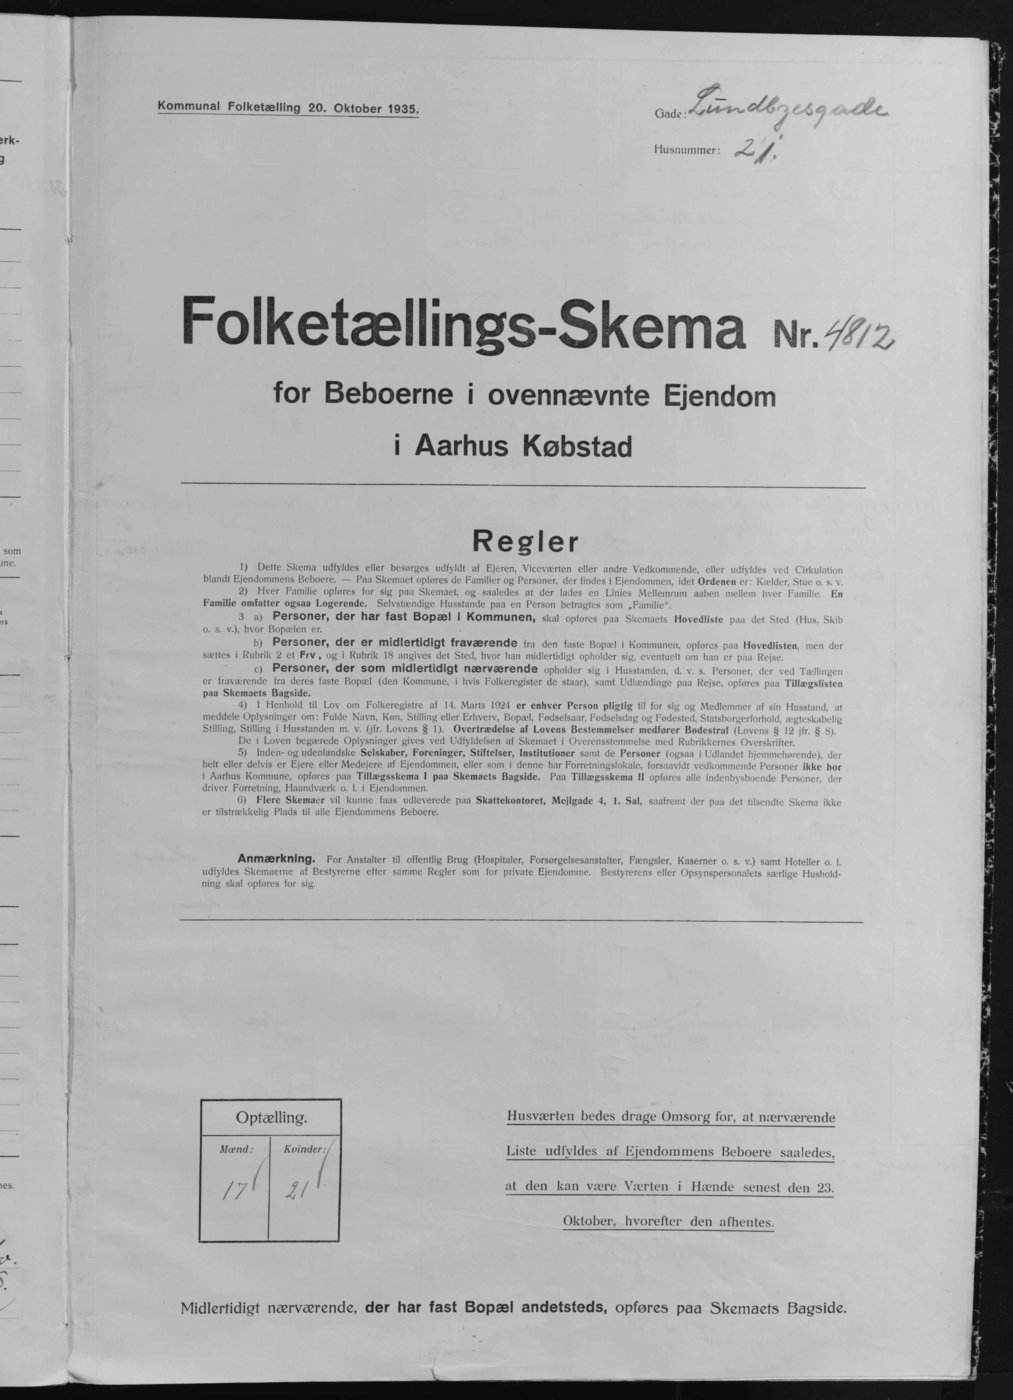 Kommunal Folketælling 20. Oktober 1935.
Gade: Lundbyesgade
Husnummer: 21.
Folketællings-Skema Nr. 4812
for Beboerne i ovennævnte Ejendom
i Aarhus Købstad
Regler
1) Dette Skema udfyldes eller besørges udfyldt af Ejeren, Viceværten eller andre Vedkommende, eller udfyldes ved Cirkulation
blandt Ejendommens Beboere. — Paa Skemaet opføres de Familier og Personer, der findes i Ejendommen, idet Ordenen er: Kælder, Stue o. s. v.
2) Hver Familie opføres for sig paa Skemaet, og saaledes at der lades en Linies Mellemrum aaben mellem hver Familie. En
Familie omfatter ogsaa Logerende. Selvstændige Husstande paa en Person betragtes som „Familie“.
3 a) Personer, der har fast Bopæl i Kommunen, skal opføres paa Skemaets Hovedliste paa det Sted (Hus, Skib
o. s. v.), hvor Bopælen er.
b) Personer, der er midlertidigt fraværende fra den faste Bopæl i Kommunen, opføres paa Hovedlisten, men der
sættes i Rubrik 2 et Frv , og i Rubrik 18 angives det Sted, hvor han midlertidigt opholder sig, eventuelt om han er paa Rejse.
c) Personer, der som midlertidigt nærværende opholder sig i Husstanden, d. v. s. Personer, der ved Tællingen
er fraværende fra deres faste Bopæl (den Kommune, i hvis Folkeregister de staar), samt Udlændinge paa Rejse, opføres paa Tillægslisten
paa Skemaets Bagside.
4) I Henhold til Lov om Folkeregistre af 14. Marts 1924 er enhver Person pligtig til for sig og Medlemmer af sin Husstand, at
meddele Oplysninger om: Fulde Navn, Køn, Stilling eller Erhverv, Bopæl, Fødselsaar, Fødselsdag og Fødested, Statsborgerforhold, ægteskabelig
Stilling, Stilling i Husstanden m. v. (jfr. Lovens § 1). Overtrædelse af Lovens Bestemmelser medfører Bødestraf (Lovens § 12 jfr. § 8).
De i Loven begærede Oplysninger gives ved Udfyldelsen af Skemaet i Overensstemmelse med Rubrikkernes Overskrifter.
5) Inden- og udenlandske Selskaber, Foreninger, Stiftelser, Institutioner samt de Personer (ogsaa i Udlandet hjemmehørende), der
helt eller delvis er Ejere eller Medejere af Ejendommen, eller som i denne har Forretningslokale, forsaavidt vedkommende Personer ikke bor
i Aarhus Kommune, opføres paa Tillægsskema I paa Skemaets Bagside. Paa Tillægsskema II opføres alle indenbysboende Personer, der
driver Forretning, Haandværk o. l. i Ejendommen.
6) Flere Skemaer vil kunne faas udleverede paa Skattekontoret, Mejlgade 4, 1. Sal, saafremt der paa det tilsendte Skema ikke
er tilstrækkelig Plads til alle Ejendommens Beboere.
Anmærkning. For Anstalter til offentlig Brug (Hospitaler, Forsørgelsesanstalter, Fængsler, Kaserner o. s. v.) samt Hoteller o. l.
udfyldes Skemaerne af Bestyrerne efter samme Regler som for private Ejendomme. Bestyrerens eller Opsynspersonalets særlige Hushold-
ning skal opføres for sig.
Optælling.
Mænd: Kvinder:
17 21
Husværten bedes drage Omsorg for, at nærværende
Liste udfyldes af Ejendommens Beboere saaledes,
at den kan være Værten i Hænde senest den 23.
Oktober, hvorefter den afhentes.
Midlertidigt nærværende, der har fast Bopæl andetsteds, opføres paa Skemaets Bagside.